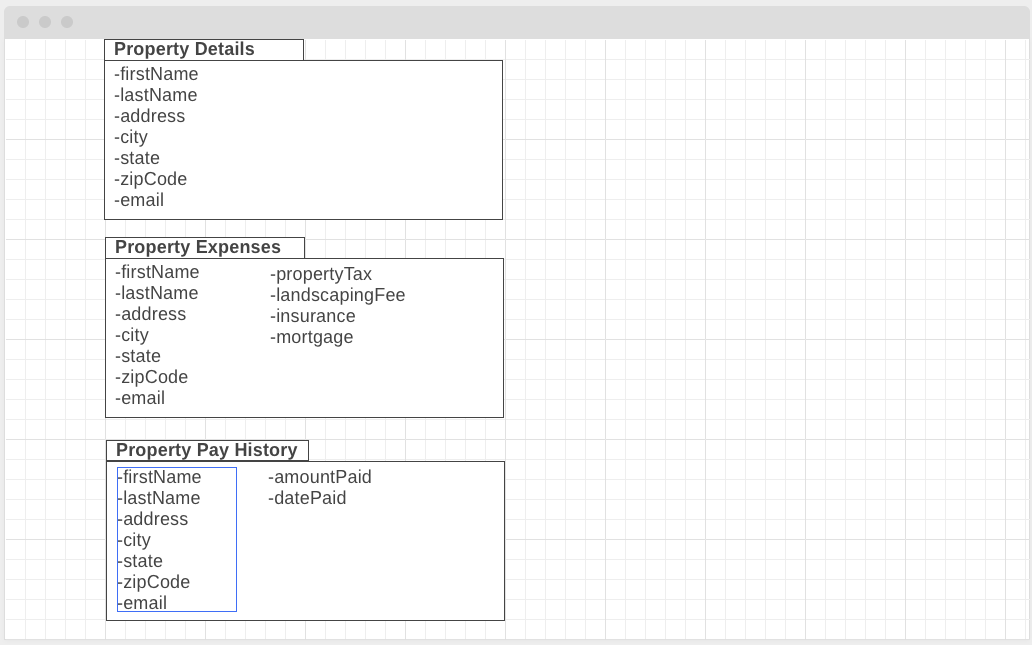 Property Details
-firstName
-lastName
-address
-city
-state
-zipCode
-email
Property Expenses
-firstName
-lastName
-address
-city
-state
-zipCode
-email
-propertyTax
-landscapingFee
-insurance
-mortgage
Property Pay History
-firstName
-lastName
-address
-city
-state
-zipCode
-email
-amountPaid
-datePaid